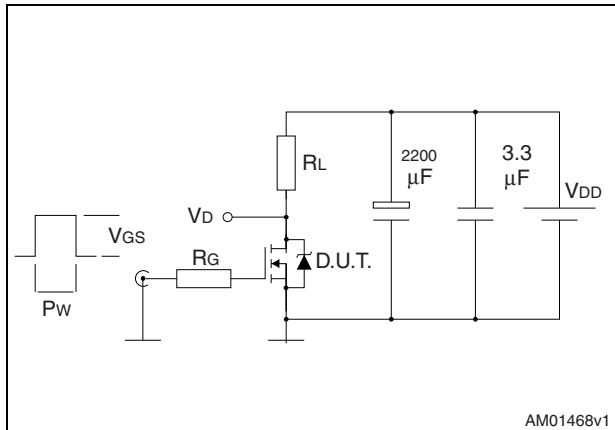 RL
2200
μF
3.3
μF
VDD
VD
VGS
RG
D.U.T.
PW
AM01468v1